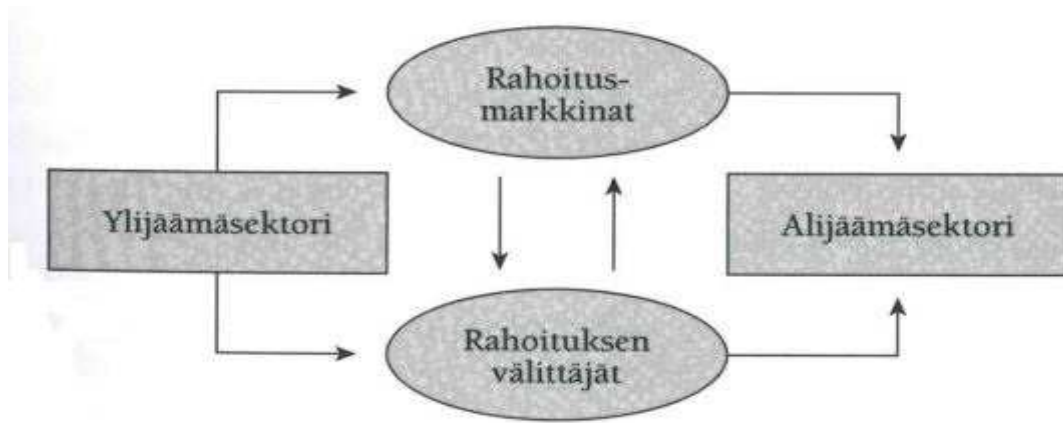 Rahoitus-
markkinat
Ylijäämäsektori
Alijäämäsektori
Rahoituksen
välittäjät